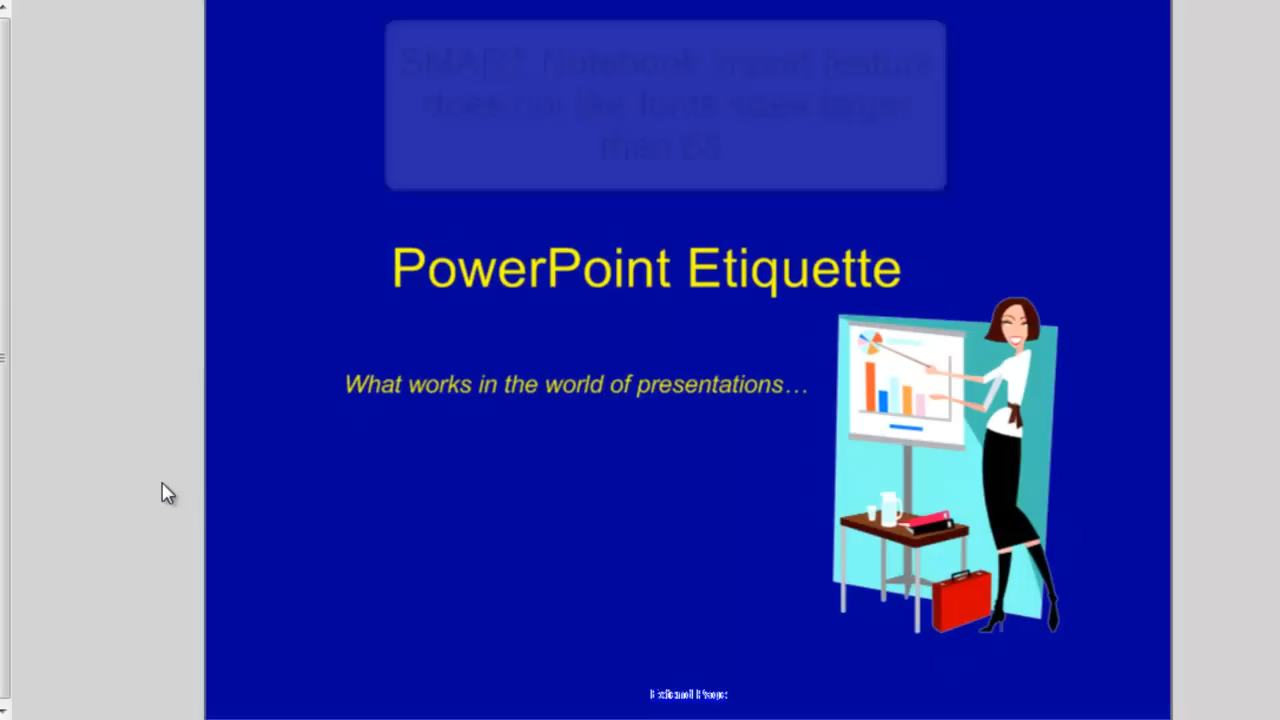 SMART Notebook import feature
does not like fonts sizes larger
than 68
PowerPoint Etiquette
What works in the world of presentations…